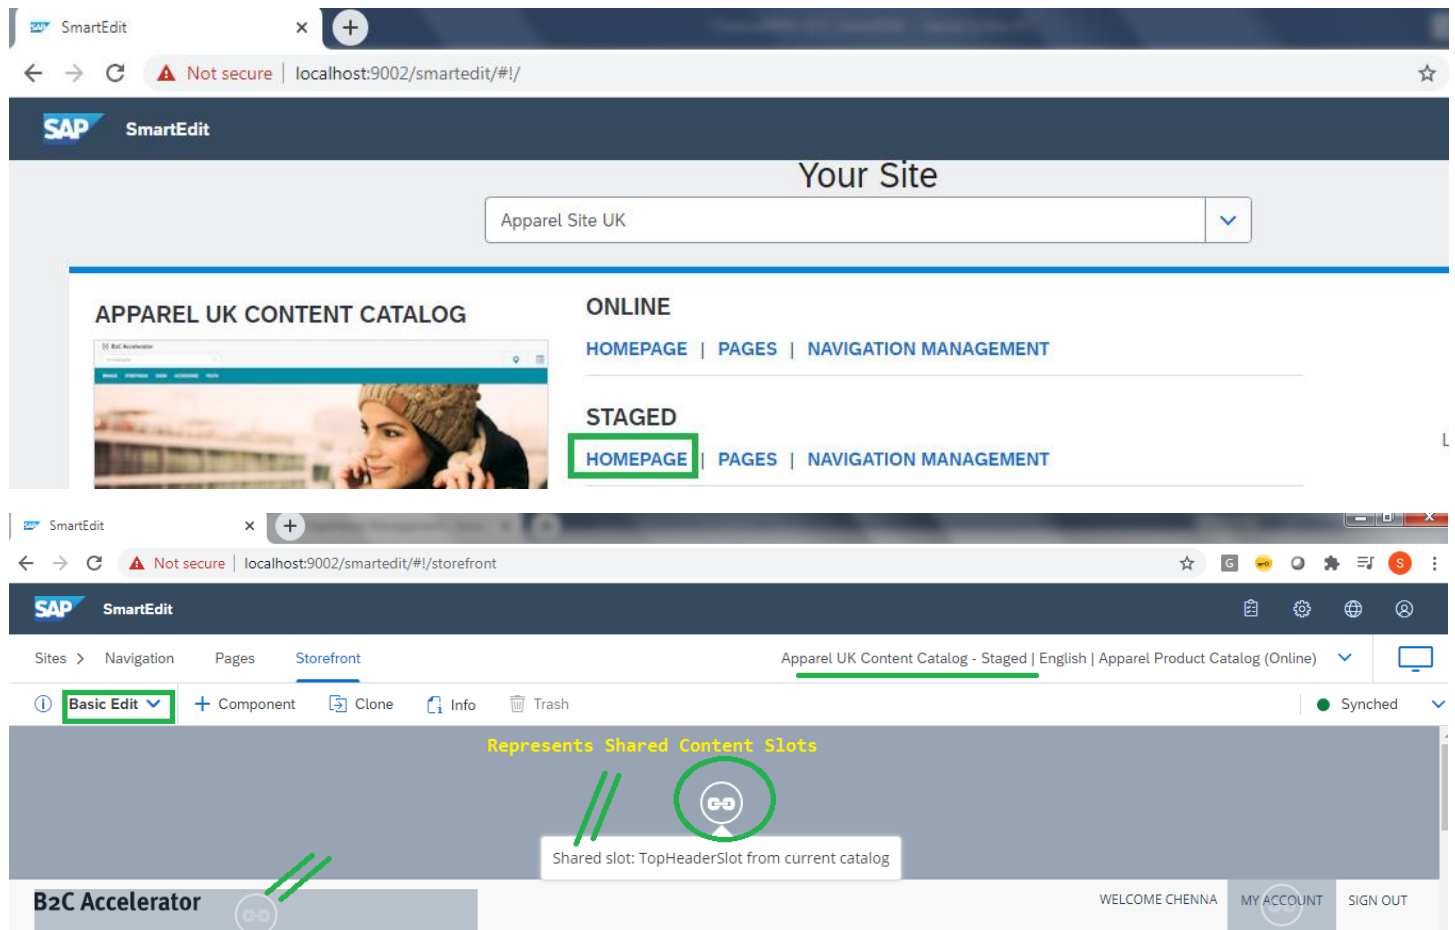 SmartEdit
Not secure | localhost:9002/smartedit/#!/
SAP SmartEdit
Your Site
Apparel Site UK
APPAREL UK CONTENT CATALOG
ONLINE
HOMEPAGE | PAGES | NAVIGATION MANAGEMENT
STAGED
HOMEPAGE | PAGES | NAVIGATION MANAGEMENT
L
SmartEdit
Not secure | localhost:9002/smartedit/#!/storefront
G S
SAP SmartEdit
Sites > Navigation Pages Storefront Apparel UK Content Catalog - Staged | English | Apparel Product Catalog (Online)
Basic Edit + Component Clone Info Trash Synched
Represents Shared Content Slots
Shared slot: TopHeaderSlot from current catalog
B2C Accelerator WELCOME CHENNA MY ACCOUNT SIGN OUT